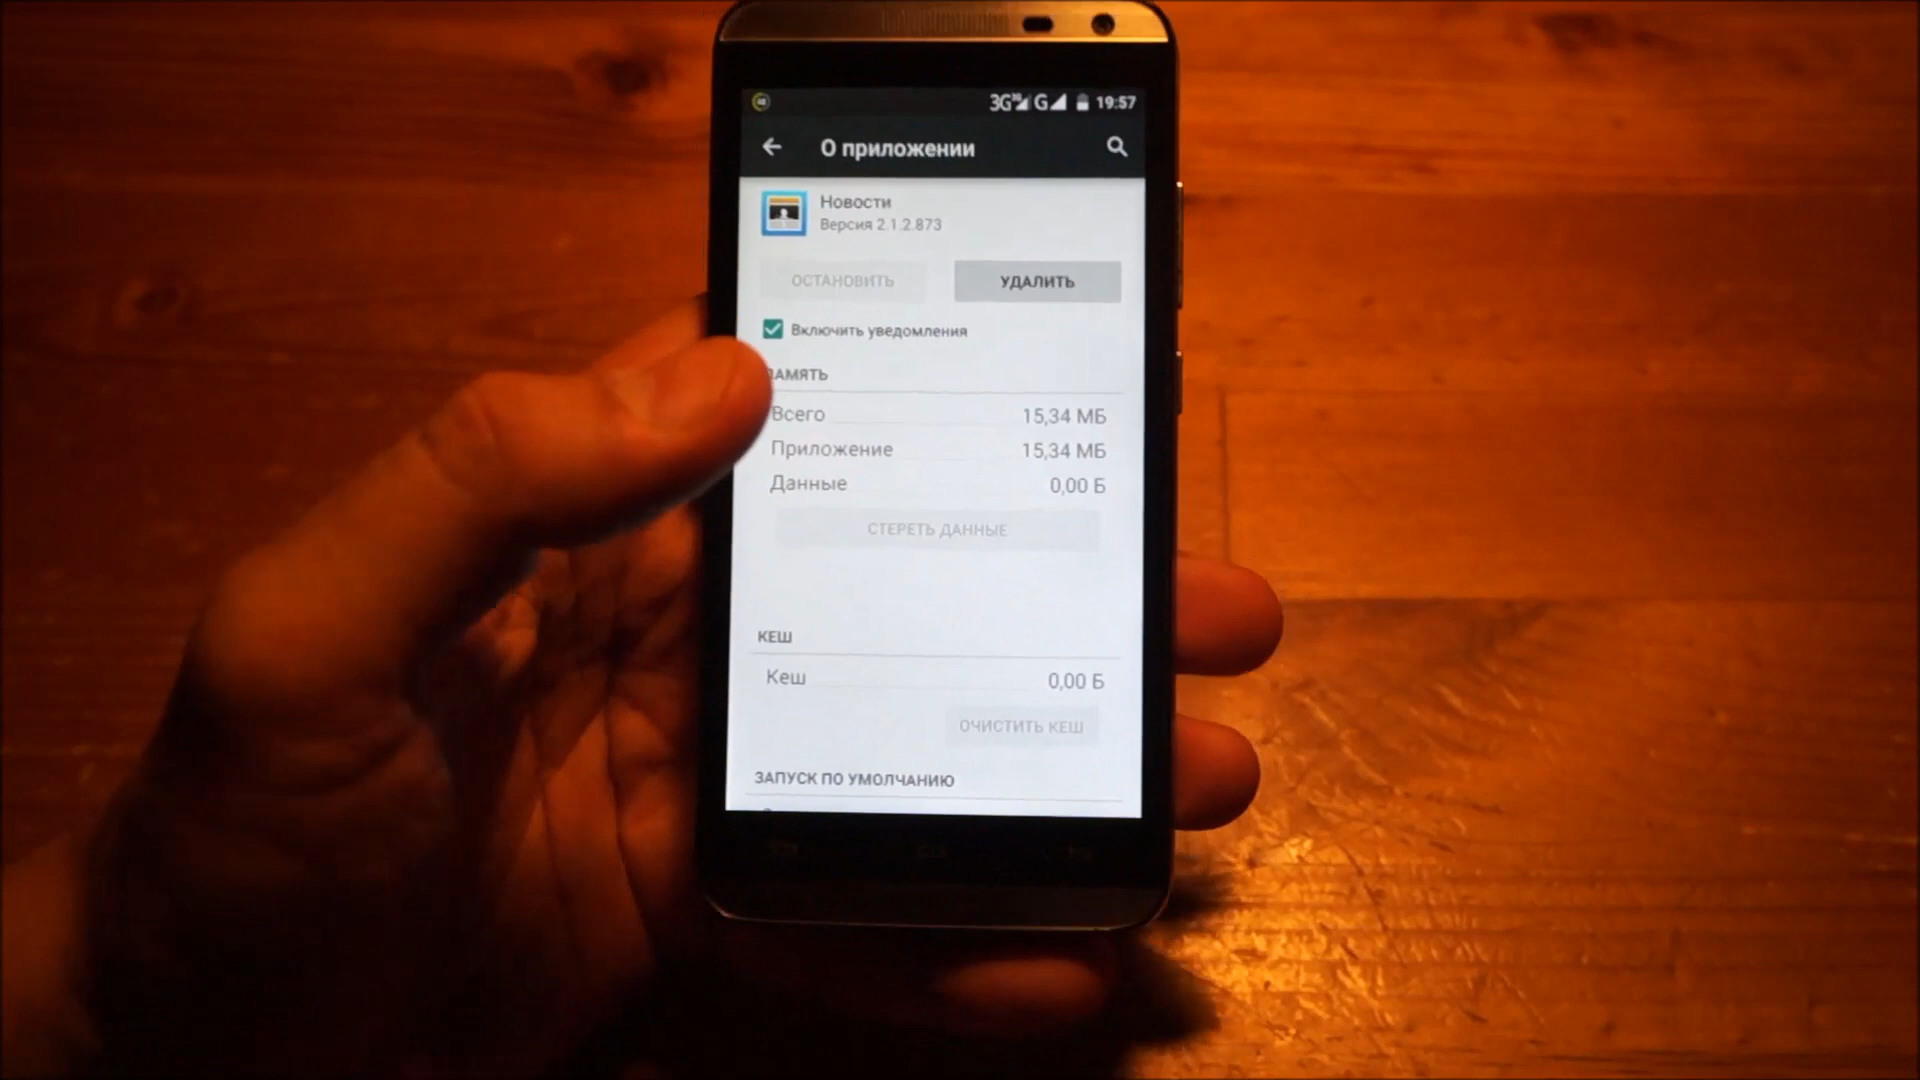 3G G 19:57
О приложении
Новости
Версия 2.1.2.873
ОСТАНОВИТЬ УДАЛИТЬ
Включить уведомления
ПАМЯТЬ
Всего 15,34 МБ
Приложение 15,34 МБ
Данные 0,00 Б
СТЕРЕТЬ ДАННЫЕ
КЕШ
Кеш 0,00 Б
ОЧИСТИТЬ КЕШ
ЗАПУСК ПО УМОЛЧАНИЮ